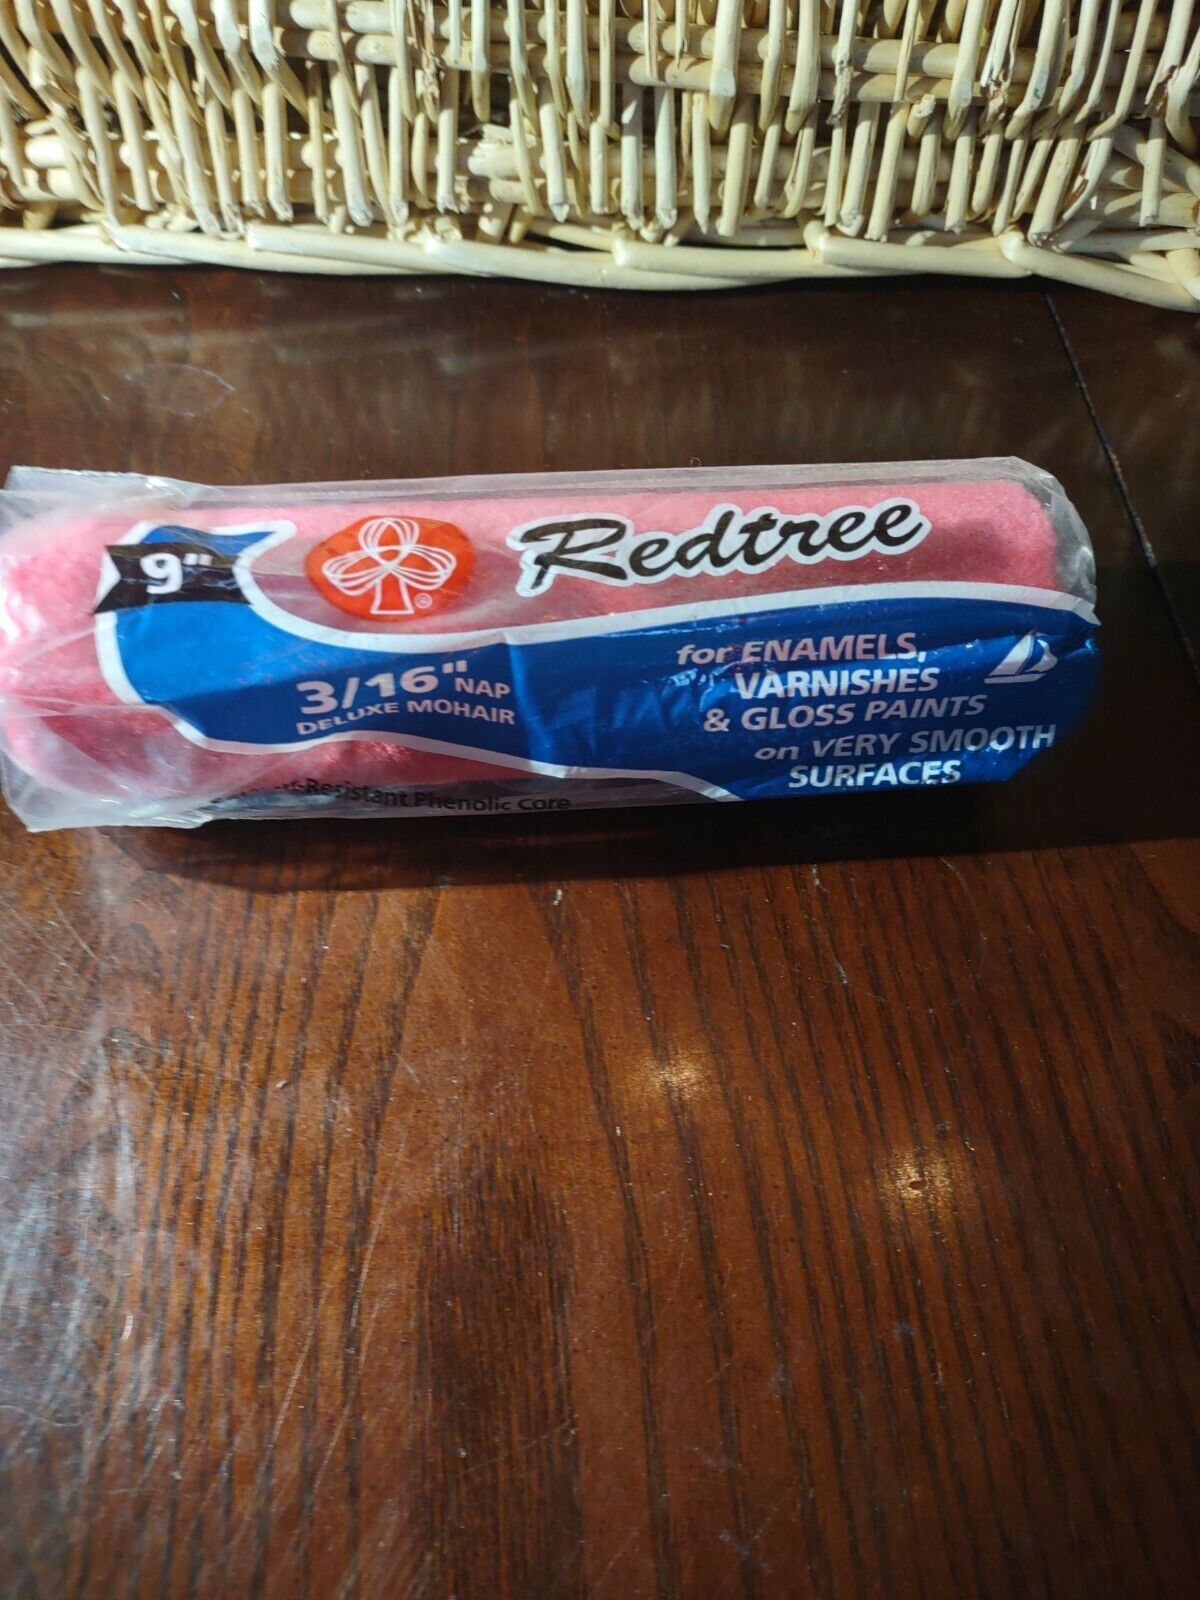 9"
Redtree
®
3/16" NAP
DELUXE MOHAIR
for ENAMELS,
VARNISHES
& GLOSS PAINTS
on VERY SMOOTH
SURFACES
Resistant Phenolic Core